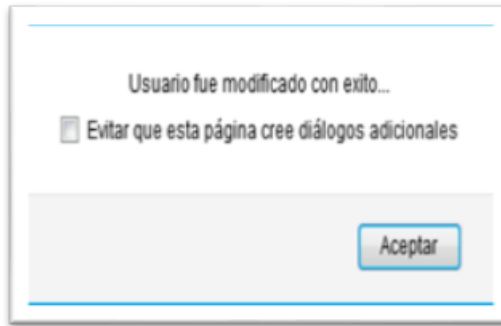 Usuario fue modificado con exito...
Evitar que esta página cree diálogos adicionales
Aceptar